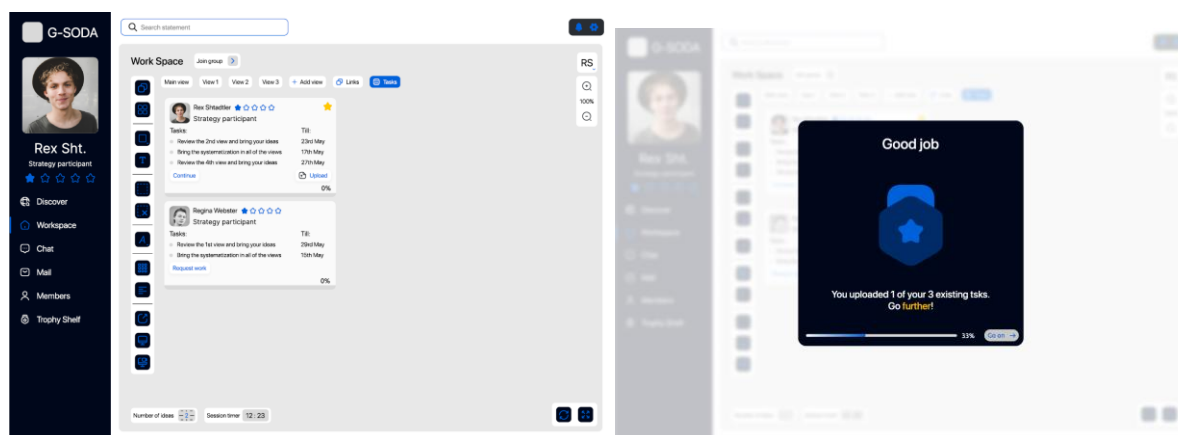 G-SODA
Rex Sht.
Strategy participant
Discover
Workspace
Chat
Mail
Members
Trophy Shelf
Search statement
Work Space
Join group
Main view View 1 View 2 View 3 + Add view Links Tasks
RS
100%
Rex Shtedtler
Strategy participant
Tasks: Till:
Review the 2nd view and bring your ideas 23rd May
Bring the systemetization in all of the views 17th May
Review the 4th view and bring your ideas 27th May
Continue Upload
0%
Regina Webster
Strategy participant
Tasks: Till:
Review the 1st view and bring your ideas 29rd May
Bring the systemetization in all of the views 15th May
Request work
0%
Number of ideas - 2 - Session timer 12 : 23
G-SODA
Rex Sht.
Good job
You uploaded 1 of your 3 existing tsks.
Go further!
33% Go on →